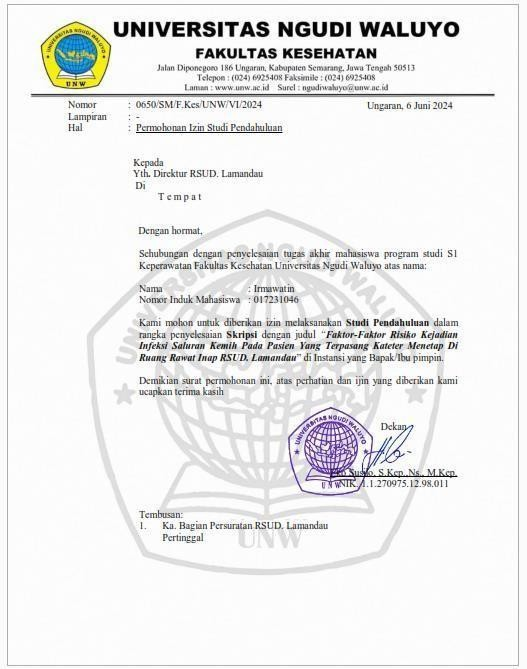 UNIVERSITAS NGUDI WALUYO
FAKULTAS KESEHATAN
Jalan Diponegoro 186 Ungaran, Kabupaten Semarang, Jawa Tengah 50513
Telepon : (024) 6925408 Faksimile : (024) 6925408
Laman : www.unw.ac.id Surel : ngudiwaluyo@unw.ac.id
UNIVERSITAS NGUDI WALUYO
UNW
Nomor : 0650/SM/F.Kes/UNW/VI/2024 Ungaran, 6 Juni 2024
Lampiran : -
Hal : Permohonan Izin Studi Pendahuluan
Kepada
Yth. Direktur RSUD. Lamandau
Di
Tempat
Dengan hormat,
Sehubungan dengan penyelesaian tugas akhir mahasiswa program studi S1
Keperawatan Fakultas Kesehatan Universitas Ngudi Waluyo atas nama:
Nama : Irmawatin
Nomor Induk Mahasiswa : 017231046
Kami mohon untuk diberikan izin melaksanakan Studi Pendahuluan dalam
rangka penyelesaian Skripsi dengan judul “Faktor-Faktor Risiko Kejadian
Infeksi Saluran Kemih Pada Pasien Yang Terpasang Kateter Menetap Di
Ruang Rawat Inap RSUD. Lamandau” di Instansi yang Bapak/Ibu pimpin.
Demikian surat permohonan ini, atas perhatian dan ijin yang diberikan kami
ucapkan terima kasih
Dekan
UNIVERSITAS NGUDI WALUYO
UNW
Susilo, S.Kep.,Ns., M.Kep.
NIK. 1.1.270975.12.98.011
Tembusan:
1. Ka. Bagian Persuratan RSUD. Lamandau
Pertinggal
UNIVERSITAS NGUDI WALUYO
UNW